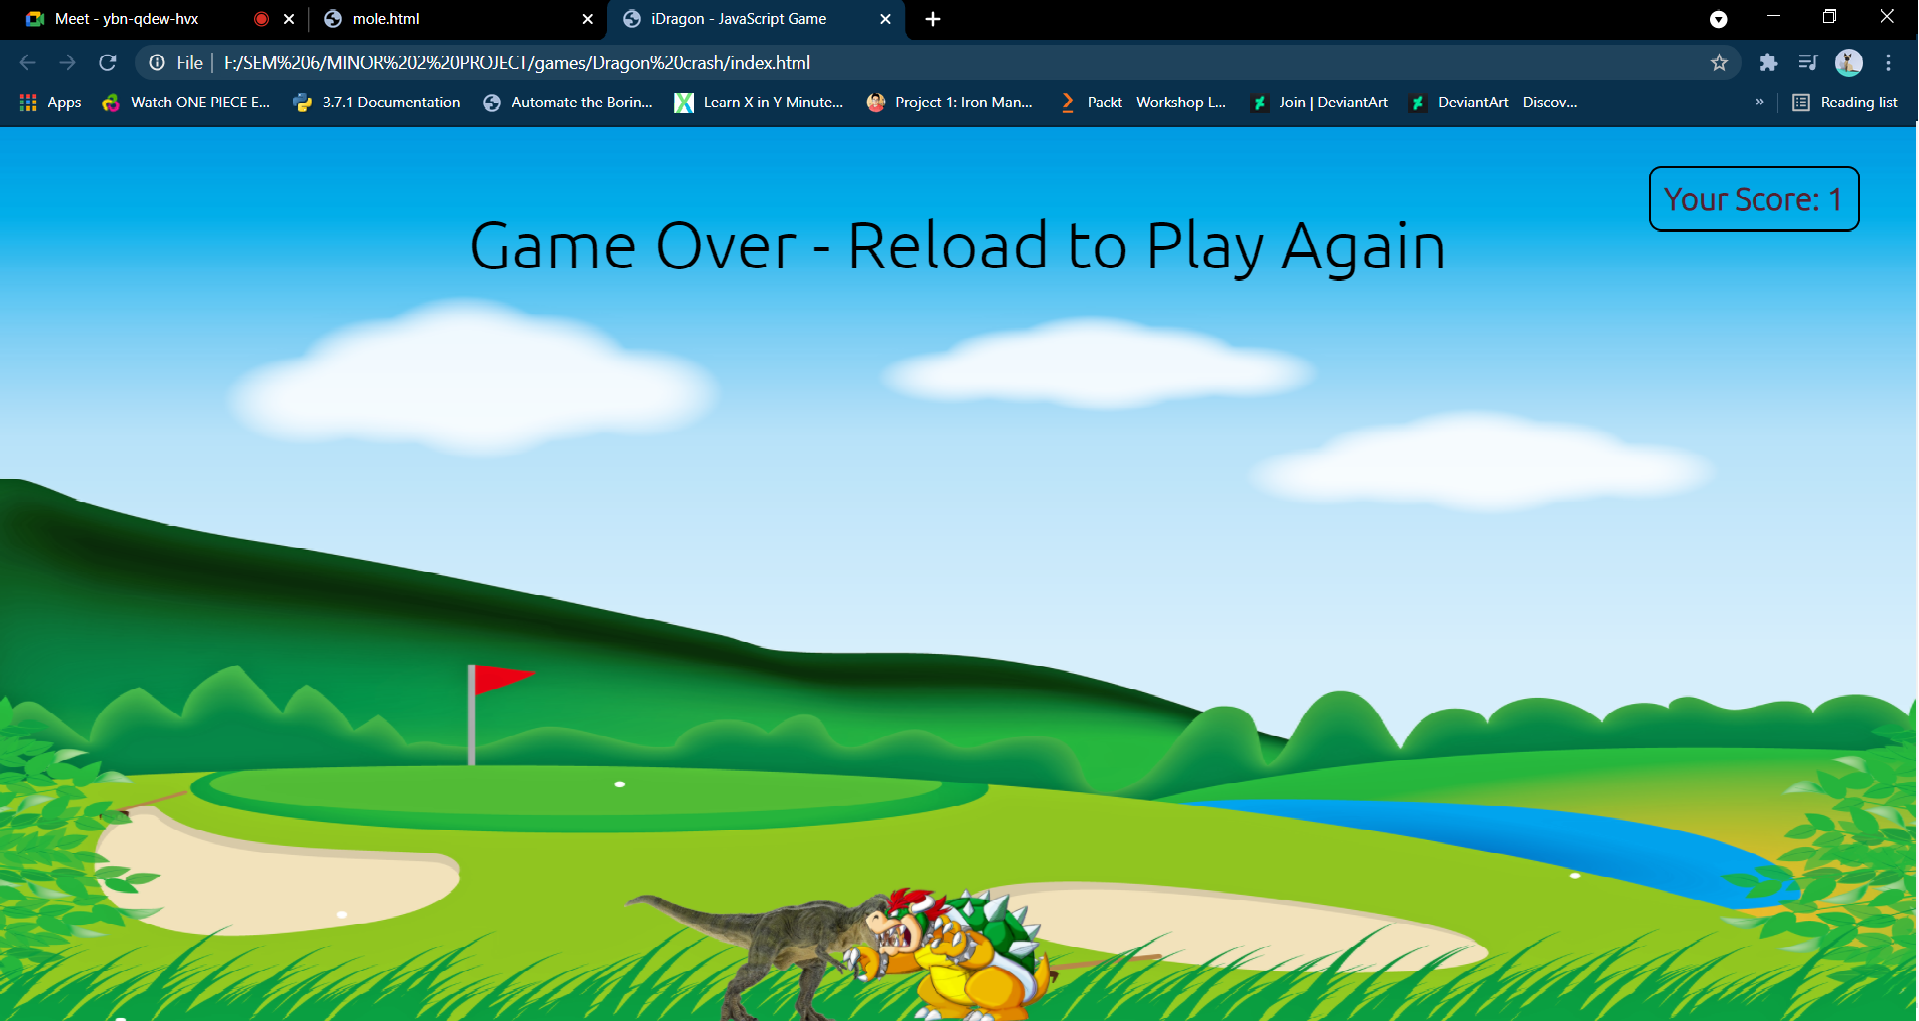 Meet - ybn-qdew-hvx
mole.html
iDragon - JavaScript Game
File
F:/SEM%206/MINOR%202%20PROJECT/games/Dragon%20crash/index.html
Apps
Watch ONE PIECE E...
3.7.1 Documentation
Automate the Borin...
Learn X in Y Minute...
Project 1: Iron Man...
Packt Workshop L...
Join | DeviantArt
DeviantArt Discov...
»
Reading list
Your Score: 1
Game Over - Reload to Play Again